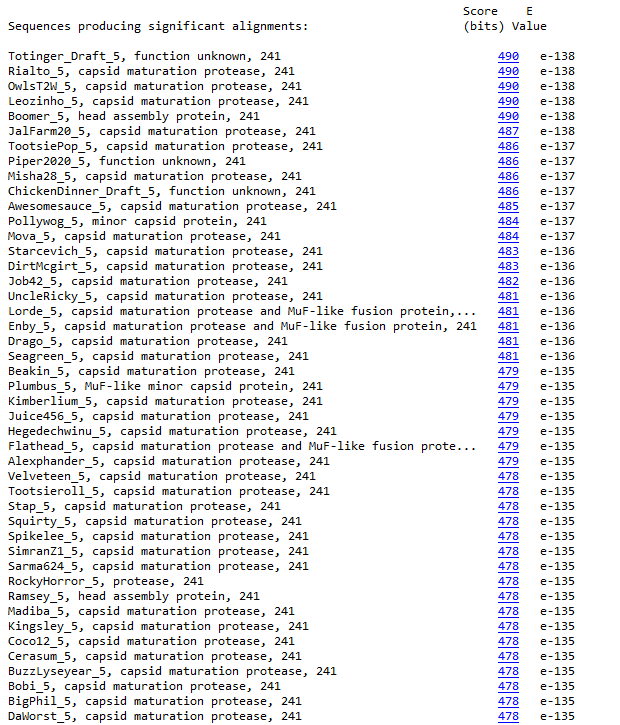 Score E
Sequences producing significant alignments: (bits) Value
Totinger_Draft_5, function unknown, 241 490 e-138
Rialto_5, capsid maturation protease, 241 490 e-138
OwlsT2W_5, capsid maturation protease, 241 490 e-138
Leozinho_5, capsid maturation protease, 241 490 e-138
Boomer_5, head assembly protein, 241 490 e-138
JalFarm20_5, capsid maturation protease, 241 487 e-138
TootsiePop_5, capsid maturation protease, 241 486 e-137
Piper2020_5, function unknown, 241 486 e-137
Misha28_5, capsid maturation protease, 241 486 e-137
ChickenDinner_Draft_5, function unknown, 241 486 e-137
Awesomesauce_5, capsid maturation protease, 241 485 e-137
Pollywog_5, minor capsid protein, 241 484 e-137
Mova_5, capsid maturation protease, 241 484 e-137
Starcevich_5, capsid maturation protease, 241 483 e-136
DirtMcgirt_5, capsid maturation protease, 241 483 e-136
Job42_5, capsid maturation protease, 241 482 e-136
UncleRicky_5, capsid maturation protease, 241 481 e-136
Lorde_5, capsid maturation protease and MuF-like fusion protein,... 481 e-136
Enby_5, capsid maturation protease and MuF-like fusion protein, 241 481 e-136
Drago_5, capsid maturation protease, 241 481 e-136
Seagreen_5, capsid maturation protease, 241 481 e-136
Beakin_5, capsid maturation protease, 241 479 e-135
Plumbus_5, MuF-like minor capsid protein, 241 479 e-135
Kimberlium_5, capsid maturation protease, 241 479 e-135
Juice456_5, capsid maturation protease, 241 479 e-135
Hegedechwinu_5, capsid maturation protease, 241 479 e-135
Flathead_5, capsid maturation protease and MuF-like fusion prote... 479 e-135
Alexphander_5, capsid maturation protease, 241 479 e-135
Velveteen_5, capsid maturation protease, 241 478 e-135
Tootsieroll_5, capsid maturation protease, 241 478 e-135
Stap_5, capsid maturation protease, 241 478 e-135
Squirty_5, capsid maturation protease, 241 478 e-135
Spikelee_5, capsid maturation protease, 241 478 e-135
SimranZ1_5, capsid maturation protease, 241 478 e-135
Sarma624_5, capsid maturation protease, 241 478 e-135
RockyHorror_5, protease, 241 478 e-135
Ramsey_5, head assembly protein, 241 478 e-135
Madiba_5, capsid maturation protease, 241 478 e-135
Kingsley_5, capsid maturation protease, 241 478 e-135
Coco12_5, capsid maturation protease, 241 478 e-135
Cerasum_5, capsid maturation protease, 241 478 e-135
BuzzLyseyear_5, capsid maturation protease, 241 478 e-135
Bobi_5, capsid maturation protease, 241 478 e-135
BigPhil_5, capsid maturation protease, 241 478 e-135
DaWorst_5, capsid maturation protease, 241 478 e-135